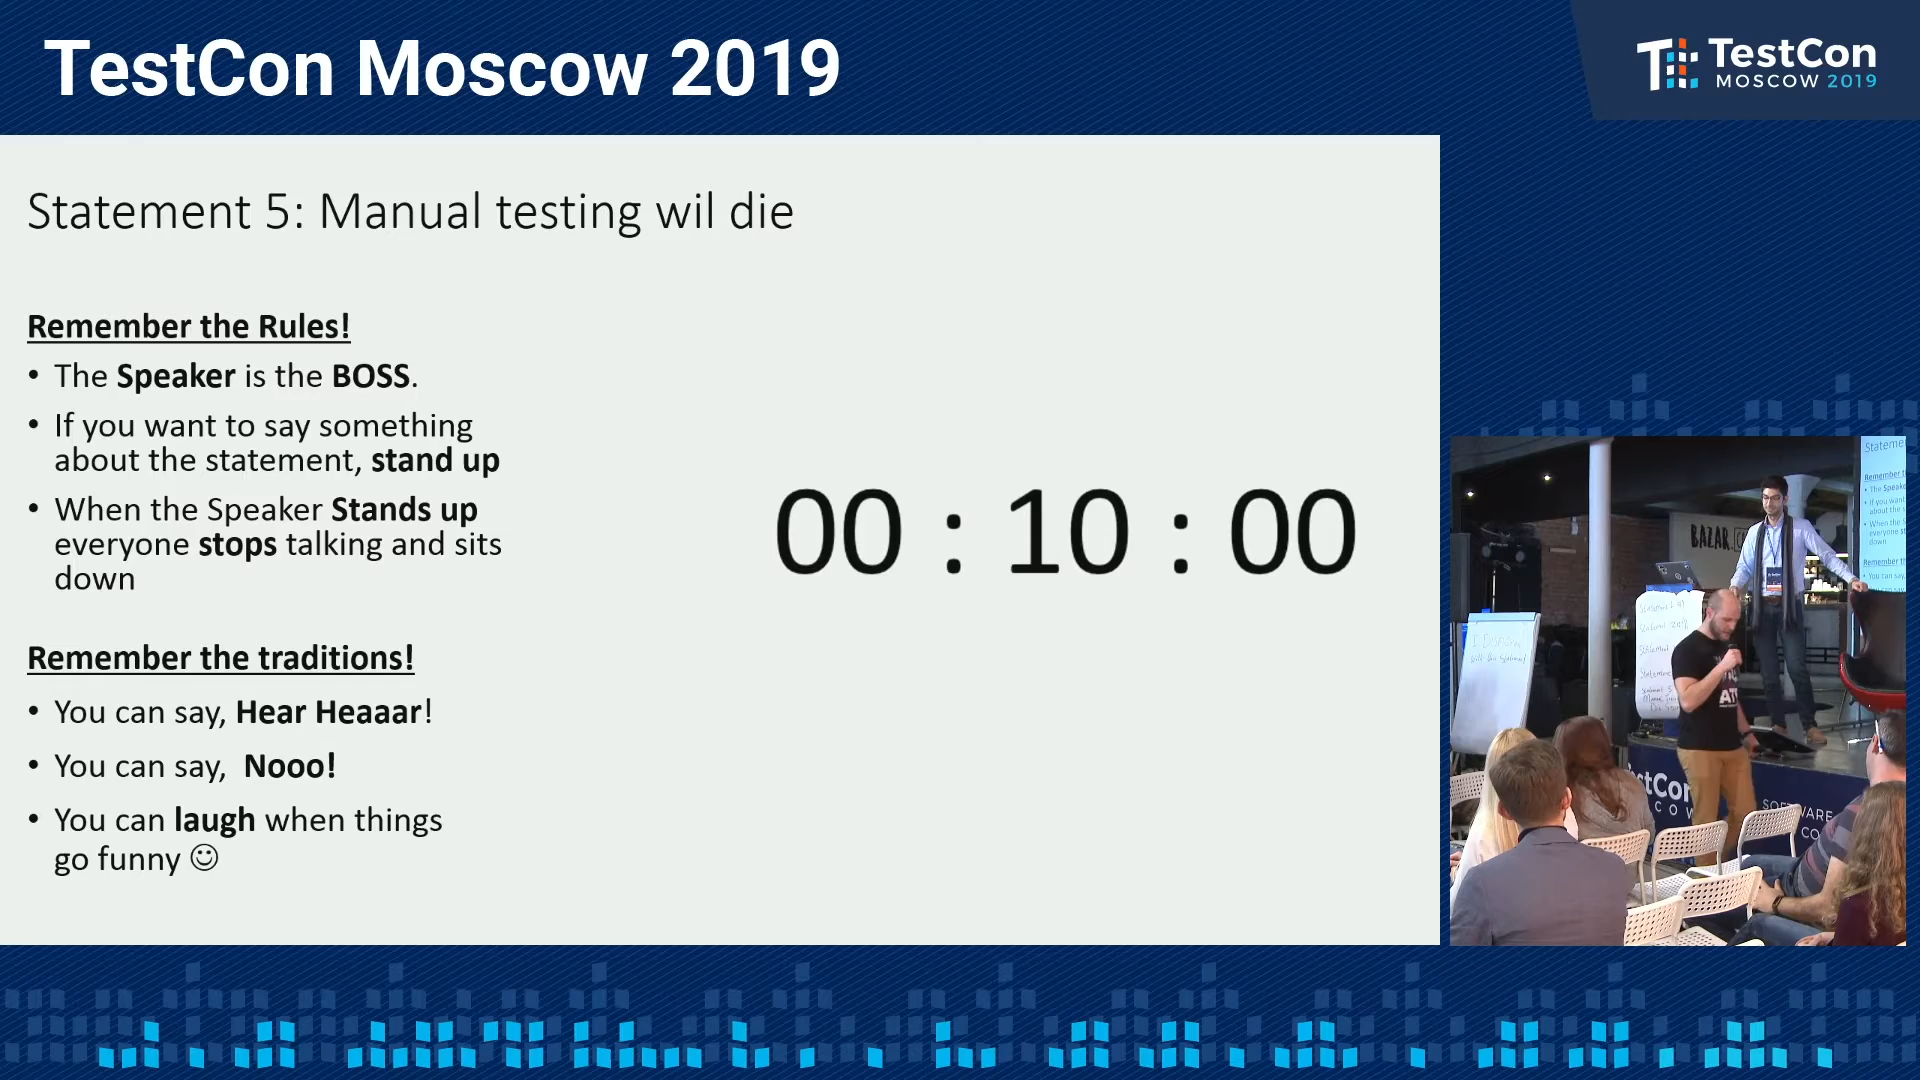 TestCon Moscow 2019
TestCon
MOSCOW 2019
Statement 5: Manual testing wil die
Remember the Rules!
• The Speaker is the BOSS.
• If you want to say something
about the statement, stand up
• When the Speaker Stands up
everyone stops talking and sits
down
Remember the traditions!
• You can say, Hear Heaaar!
• You can say, Nooo!
• You can laugh when things
go funny ☺
00 : 10 : 00
BAZAR